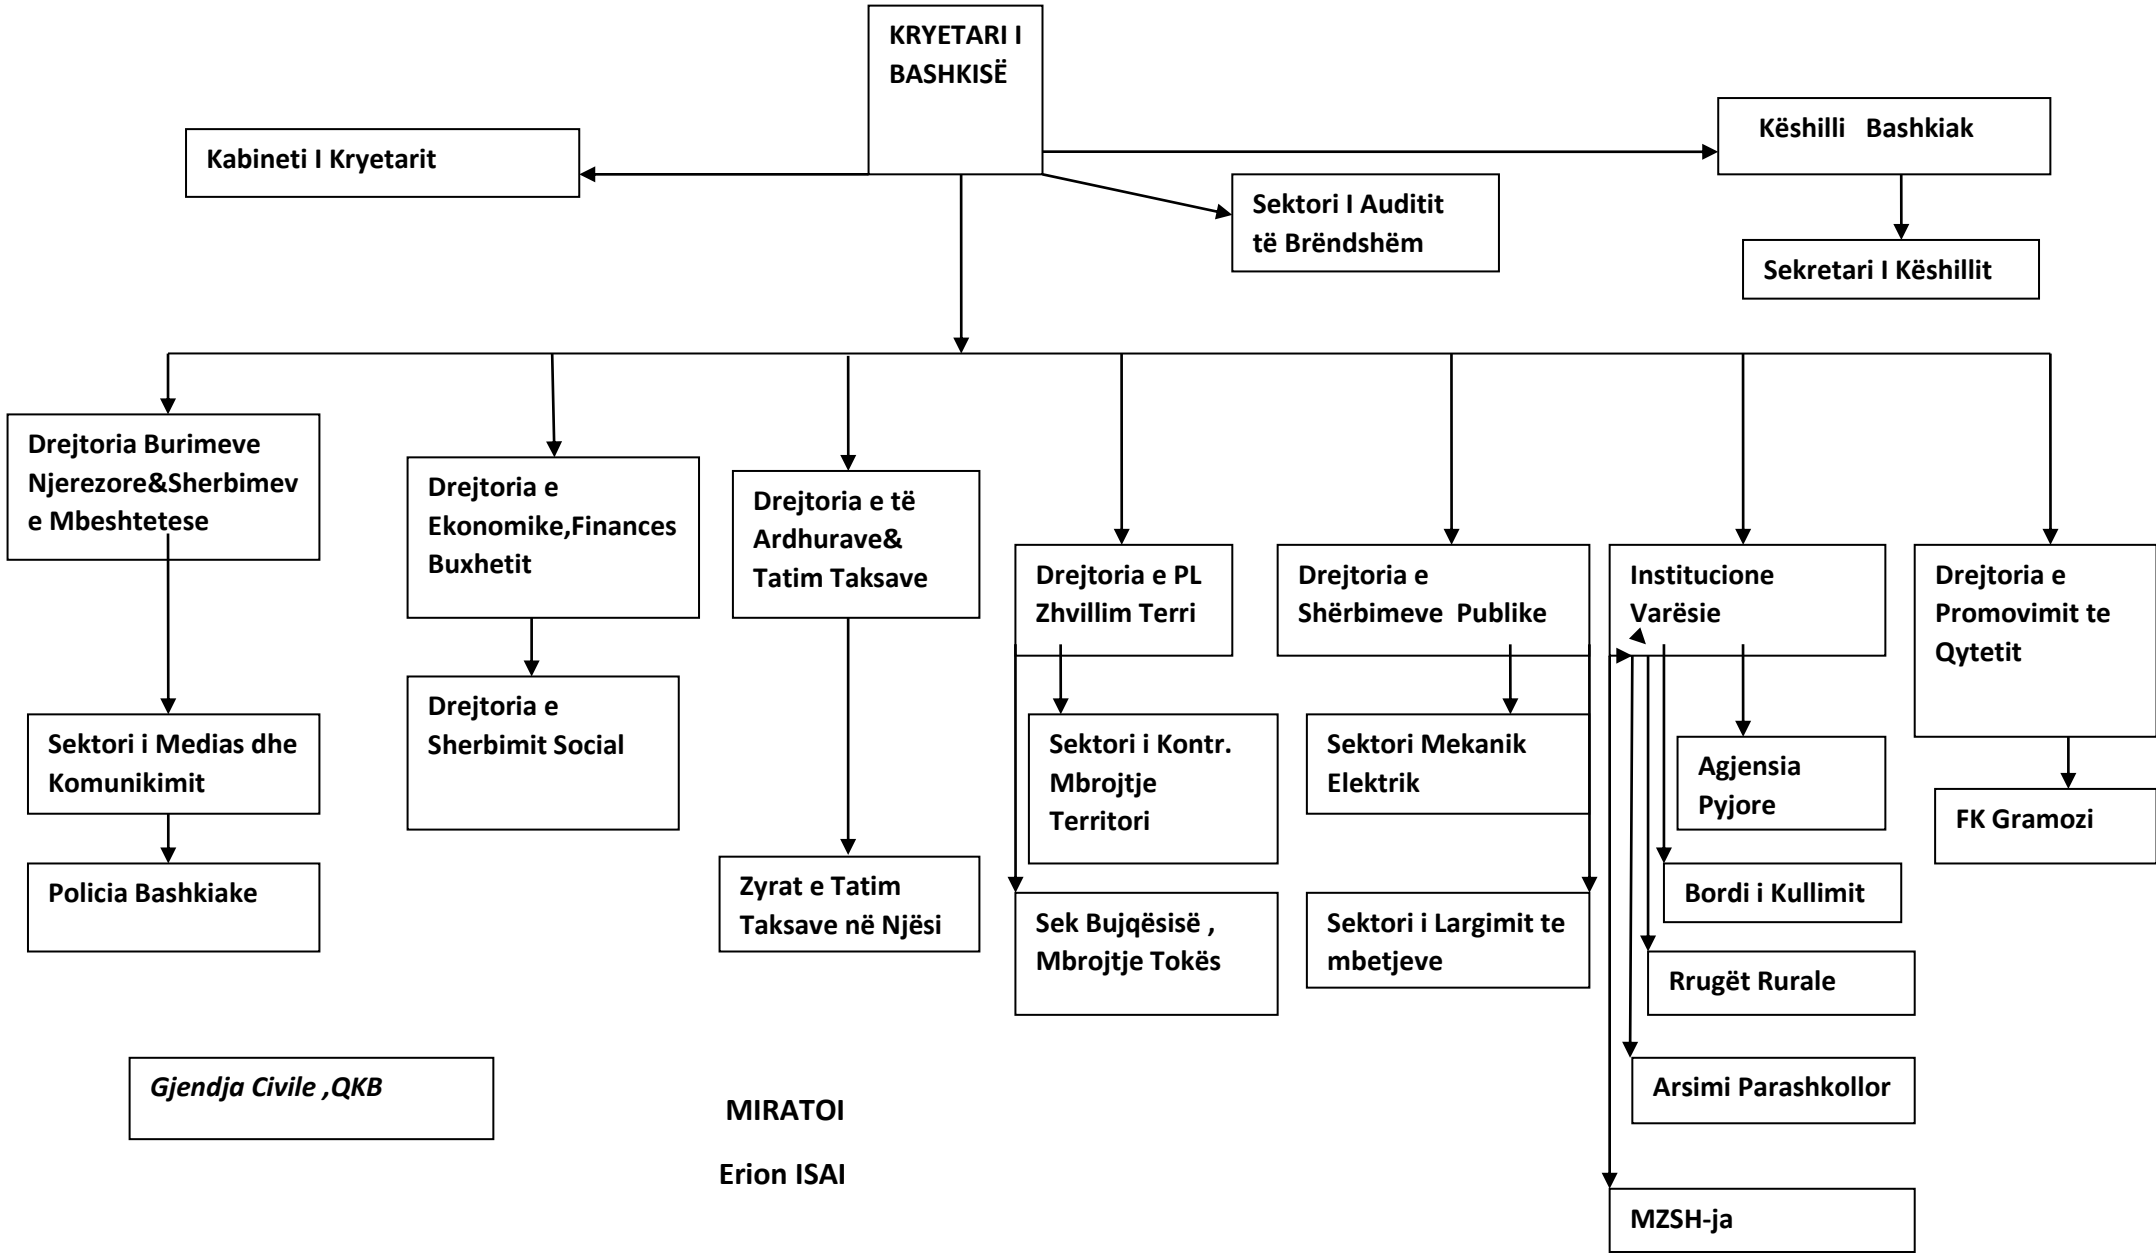 KRYETARI I
BASHKISË
Kabineti I Kryetarit
Këshilli Bashkiak
Sektori I Auditit
të Brëndshëm
Sekretari I Këshillit
Drejtoria Burimeve
Njerezore&Sherbimev
e Mbeshtetese
Drejtoria e
Ekonomike,Finances
Buxhetit
Drejtoria e të
Ardhurave&
Tatim Taksave
Drejtoria e PL
Zhvillim Terri
Drejtoria e
Shërbimeve Publike
Institucione
Varësie
Drejtoria e
Promovimit te
Qytetit
Sektori i Medias dhe
Komunikimit
Drejtoria e
Sherbimit Social
Sektori i Kontr.
Mbrojtje
Territori
Sektori Mekanik
Elektrik
Agjensia
Pyjore
FK Gramozi
Policia Bashkiake
Zyrat e Tatim
Taksave në Njësi
Sek Bujqësisë ,
Mbrojtje Tokës
Sektori i Largimit te
mbetjeve
Bordi i Kullimit
Rrugët Rurale
Arsimi Parashkollor
MZSH-ja
Gjendja Civile ,QKB
MIRATOI
Erion ISAI